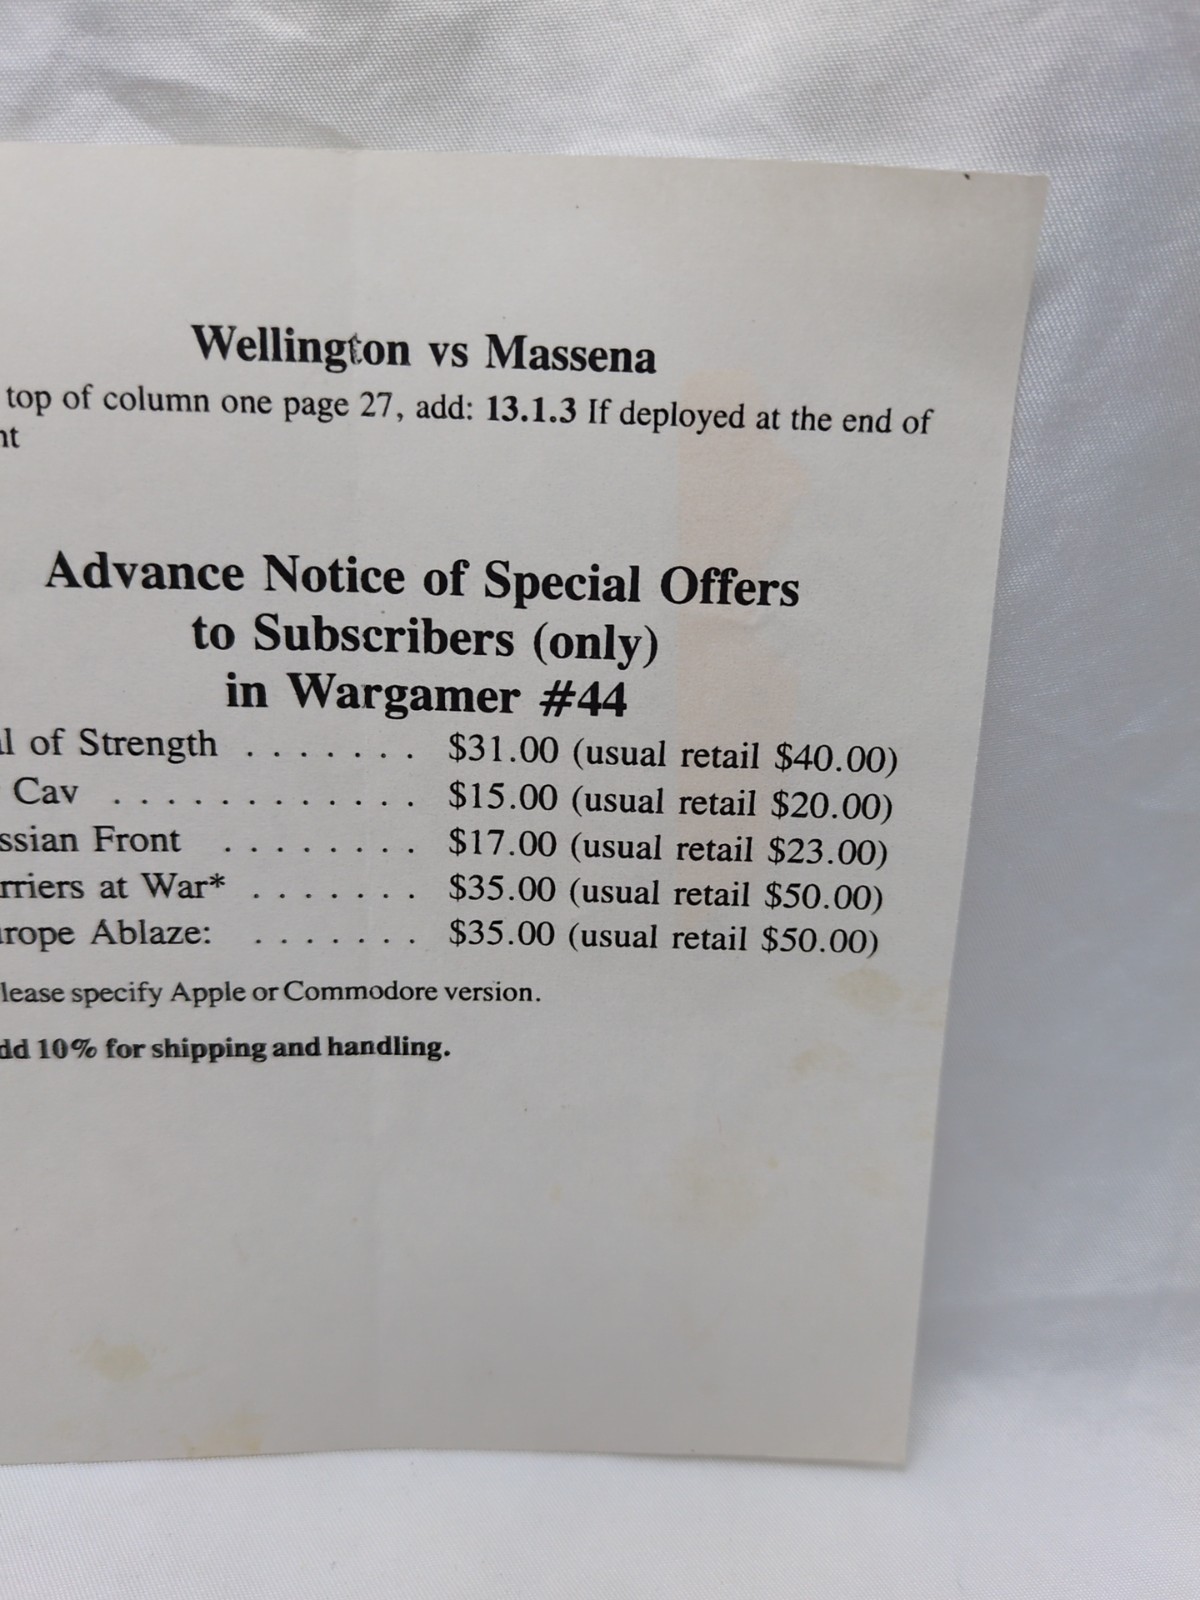 Wellington vs Massena
top of column one page 27, add: 13.1.3 If deployed at the end of
Advance Notice of Special Offers
to Subscribers (only)
in Wargamer #44
of Strength ....... $31.00 (usual retail $40.00)
Cav ............ $15.00 (usual retail $20.00)
ssian Front ........ $17.00 (usual retail $23.00)
rriers at War* ....... $35.00 (usual retail $50.00)
rope Ablaze: ....... $35.00 (usual retail $50.00)
lease specify Apple or Commodore version.
dd 10% for shipping and handling.